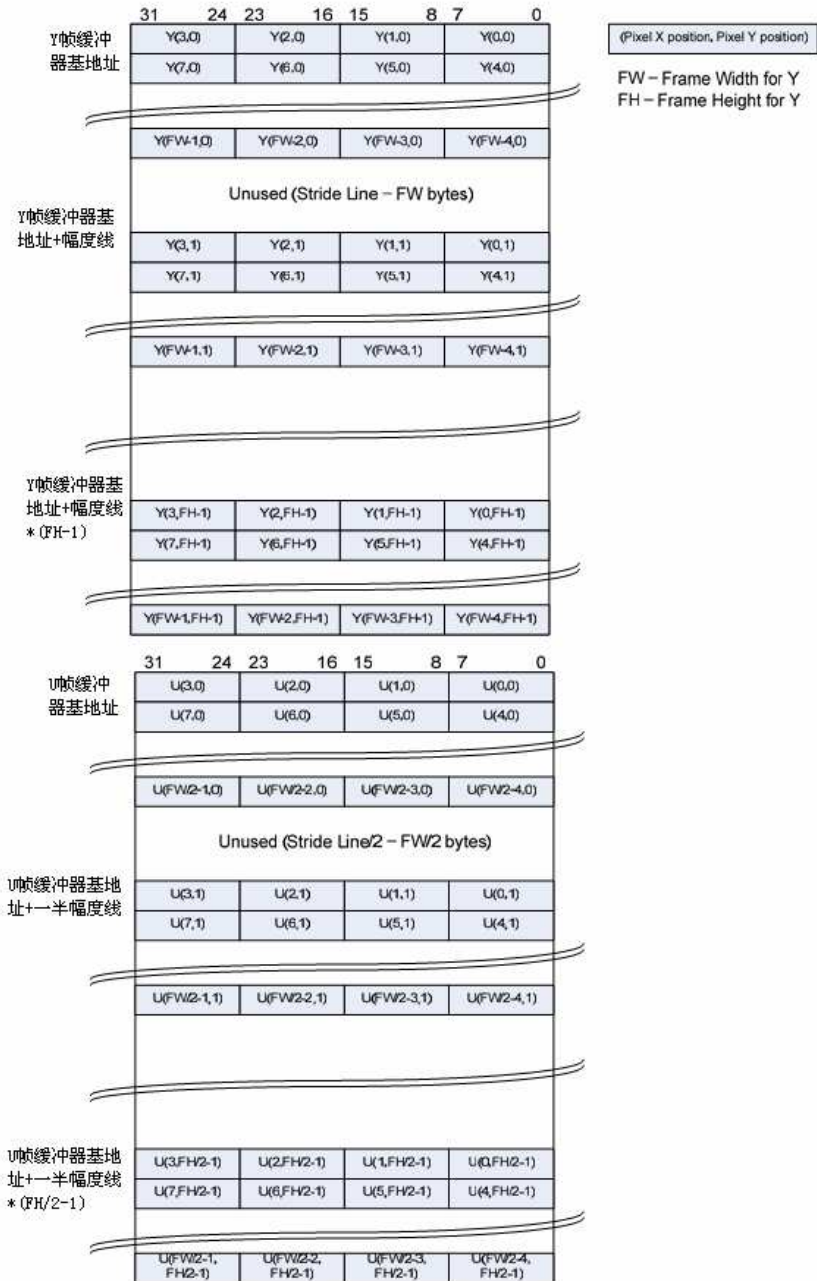 31 24 23 16 15 8 7 0
Y帧缓冲
器基地址
Y(3,0) Y(2,0) Y(1,0) Y(0,0)
Y(7,0) Y(6,0) Y(5,0) Y(4,0)
(Pixel X position, Pixel Y position)
FW – Frame Width for Y
FH – Frame Height for Y
Y(FW-1,0) Y(FW-2,0) Y(FW-3,0) Y(FW-4,0)
Unused (Stride Line – FW bytes)
Y帧缓冲器基
地址+幅度线
Y(3,1) Y(2,1) Y(1,1) Y(0,1)
Y(7,1) Y(6,1) Y(5,1) Y(4,1)
Y(FW-1,1) Y(FW-2,1) Y(FW-3,1) Y(FW-4,1)
Y帧缓冲器基
地址+幅度线
*(FH-1)
Y(3,FH-1) Y(2,FH-1) Y(1,FH-1) Y(0,FH-1)
Y(7,FH-1) Y(6,FH-1) Y(5,FH-1) Y(4,FH-1)
Y(FW-1,FH-1) Y(FW-2,FH-1) Y(FW-3,FH-1) Y(FW-4,FH-1)
31 24 23 16 15 8 7 0
U帧缓冲
器基地址
U(3,0) U(2,0) U(1,0) U(0,0)
U(7,0) U(6,0) U(5,0) U(4,0)
U(FW/2-1,0) U(FW/2-2,0) U(FW/2-3,0) U(FW/2-4,0)
Unused (Stride Line/2 – FW/2 bytes)
U帧缓冲器基地
址+一半幅度线
U(3,1) U(2,1) U(1,1) U(0,1)
U(7,1) U(6,1) U(5,1) U(4,1)
U(FW/2-1,1) U(FW/2-2,1) U(FW/2-3,1) U(FW/2-4,1)
U帧缓冲器基地
址+一半幅度线
*(FH/2-1)
U(3,FH/2-1) U(2,FH/2-1) U(1,FH/2-1) U(0,FH/2-1)
U(7,FH/2-1) U(6,FH/2-1) U(5,FH/2-1) U(4,FH/2-1)
U(FW/2-1, U(FW/2-2, U(FW/2-3, U(FW/2-4,
FH/2-1) FH/2-1) FH/2-1) FH/2-1)